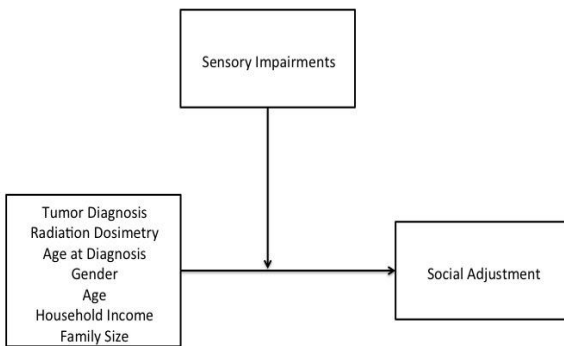 Sensory Impairments
Tumor Diagnosis
Radiation Dosimetry
Age at Diagnosis
Gender
Age
Household Income
Family Size
Social Adjustment